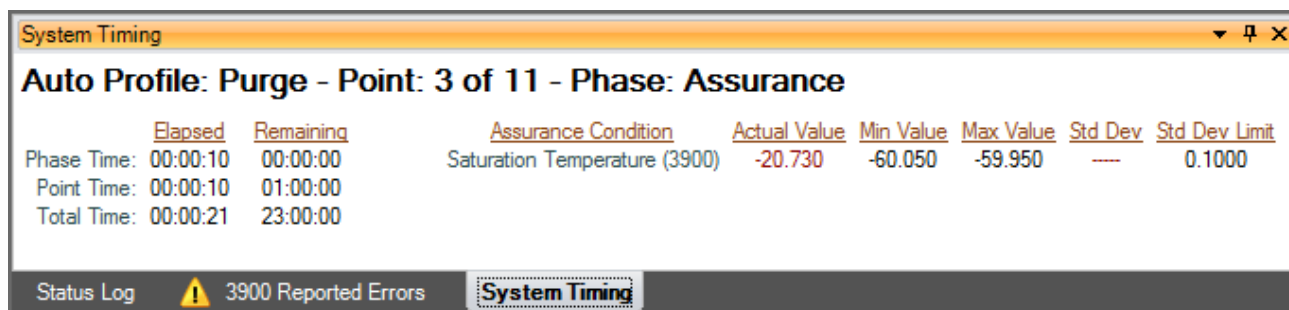 System Timing
Auto Profile: Purge - Point: 3 of 11 - Phase: Assurance
Elapsed Remaining Assurance Condition Actual Value Min Value Max Value Std Dev Std Dev Limit
Phase Time: 00:00:10 00:00:00 Saturation Temperature (3900) -20.730 -60.050 -59.950 ----- 0.1000
Point Time: 00:00:10 01:00:00
Total Time: 00:00:21 23:00:00
Status Log 3900 Reported Errors System Timing